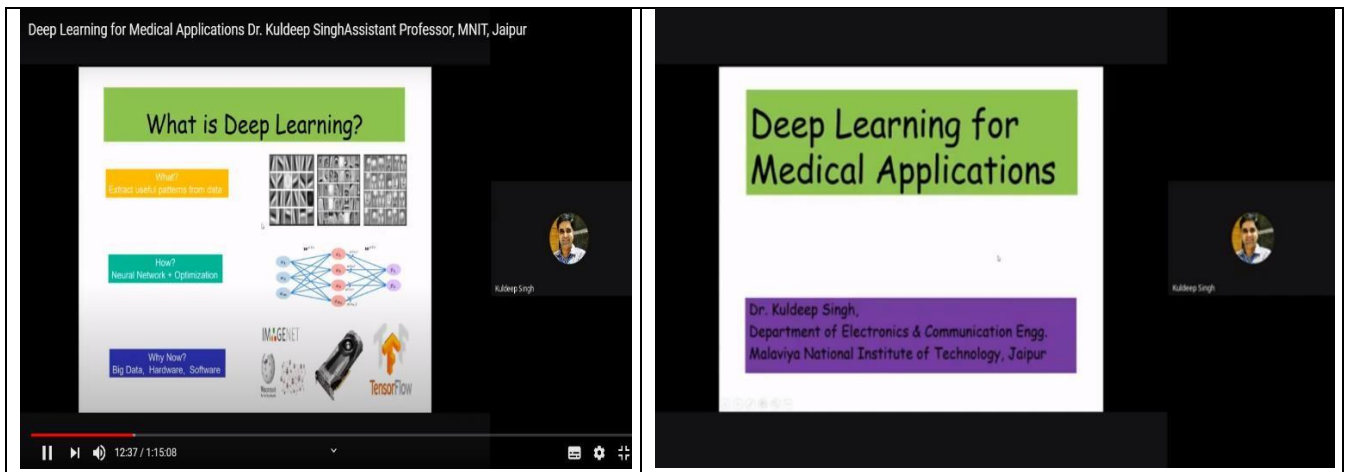 Deep Learning for Medical Applications Dr. Kuldeep SinghAssistant Professor, MNIT, Jaipur
What is Deep Learning?
What?
Extract useful patterns from data
How?
Neural Network + Optimization
Why Now?
Big Data, Hardware, Software
IMAGENET
TensorFlow
Kuldeep Singh
12:37 / 1:15:08
Deep Learning for
Medical Applications
Dr. Kuldeep Singh,
Department of Electronics & Communication Engg.
Malaviya National Institute of Technology, Jaipur
Kuldeep Singh